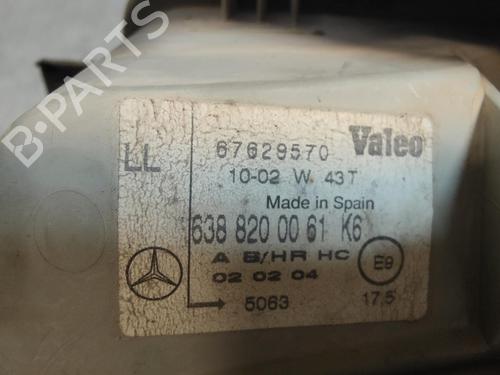 B-PARTS
LL
67629570
Valeo
10-02 W 43T
Made in Spain
638 820 00 61 K6
A B/HR HC
02 02 04
E9
5063
17,5